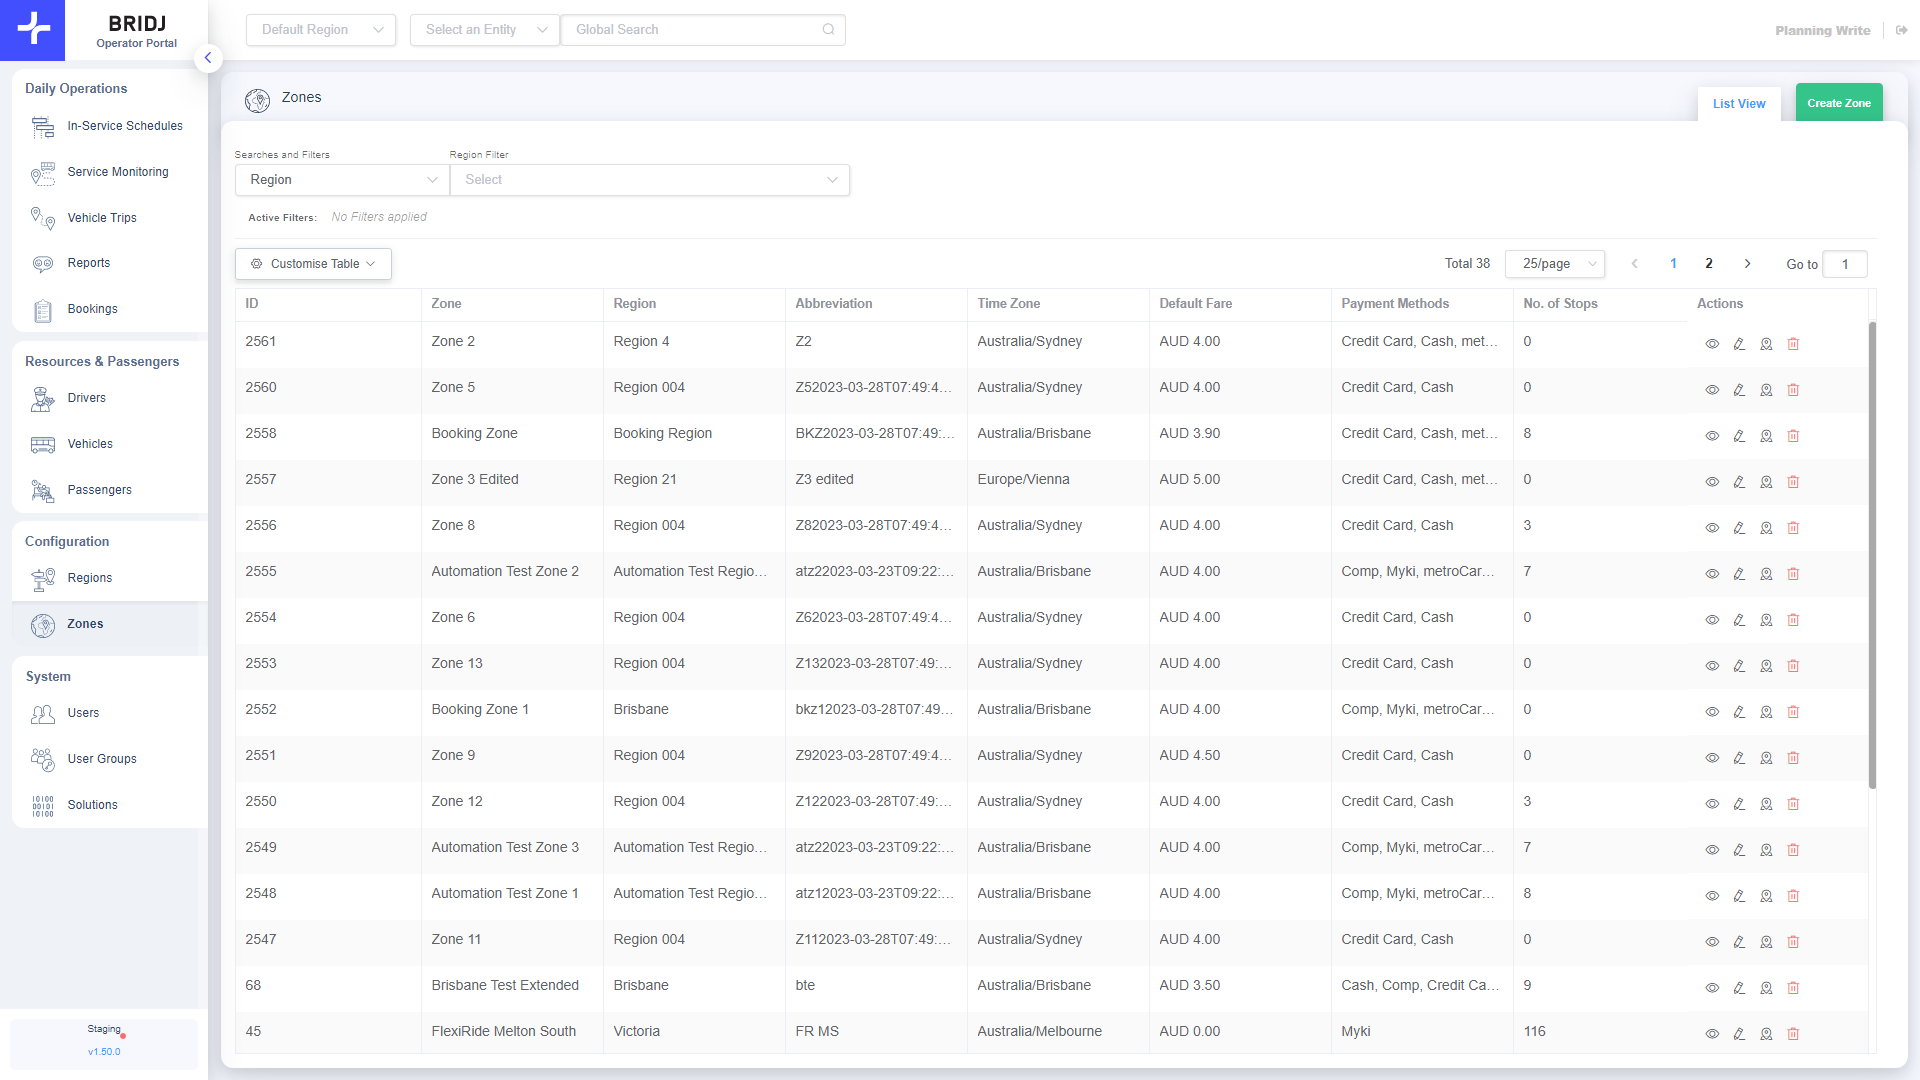 BRIDJ
Operator Portal
Default Region
Select an Entity
Global Search
Planning Write
Daily Operations
In-Service Schedules
Service Monitoring
Vehicle Trips
Reports
Bookings
Resources & Passengers
Drivers
Vehicles
Passengers
Configuration
Regions
Zones
System
Users
User Groups
Solutions
Staging
v1.50.0
Zones
List View
Create Zone
Searches and Filters
Region Filter
Region
Select
Active Filters: No Filters applied
Customise Table
Total 38 25/page 1 2 Go to 1
ID Zone Region Abbreviation Time Zone Default Fare Payment Methods No. of Stops Actions
2561 Zone 2 Region 4 Z2 Australia/Sydney AUD 4.00 Credit Card, Cash, met... 0
2560 Zone 5 Region 004 Z52023-03-28T07:49:4... Australia/Sydney AUD 4.00 Credit Card, Cash 0
2558 Booking Zone Booking Region BKZ2023-03-28T07:49:... Australia/Brisbane AUD 3.90 Credit Card, Cash, met... 8
2557 Zone 3 Edited Region 21 Z3 edited Europe/Vienna AUD 5.00 Credit Card, Cash, met... 0
2556 Zone 8 Region 004 Z82023-03-28T07:49:4... Australia/Sydney AUD 4.00 Credit Card, Cash 3
2555 Automation Test Zone 2 Automation Test Regio... atz22023-03-23T09:22:... Australia/Brisbane AUD 4.00 Comp, Myki, metroCar... 7
2554 Zone 6 Region 004 Z62023-03-28T07:49:4... Australia/Sydney AUD 4.00 Credit Card, Cash 0
2553 Zone 13 Region 004 Z132023-03-28T07:49:... Australia/Sydney AUD 4.00 Credit Card, Cash 0
2552 Booking Zone 1 Brisbane bkz12023-03-28T07:49... Australia/Brisbane AUD 4.00 Comp, Myki, metroCar... 0
2551 Zone 9 Region 004 Z92023-03-28T07:49:4... Australia/Sydney AUD 4.50 Credit Card, Cash 0
2550 Zone 12 Region 004 Z122023-03-28T07:49:... Australia/Sydney AUD 4.00 Credit Card, Cash 3
2549 Automation Test Zone 3 Automation Test Regio... atz22023-03-23T09:22:... Australia/Brisbane AUD 4.00 Comp, Myki, metroCar... 7
2548 Automation Test Zone 1 Automation Test Regio... atz12023-03-23T09:22:... Australia/Brisbane AUD 4.00 Comp, Myki, metroCar... 8
2547 Zone 11 Region 004 Z112023-03-28T07:49:... Australia/Sydney AUD 4.00 Credit Card, Cash 0
68 Brisbane Test Extended Brisbane bte Australia/Brisbane AUD 3.50 Cash, Comp, Credit Ca... 9
45 FlexiRide Melton South Victoria FR MS Australia/Melbourne AUD 0.00 Myki 116